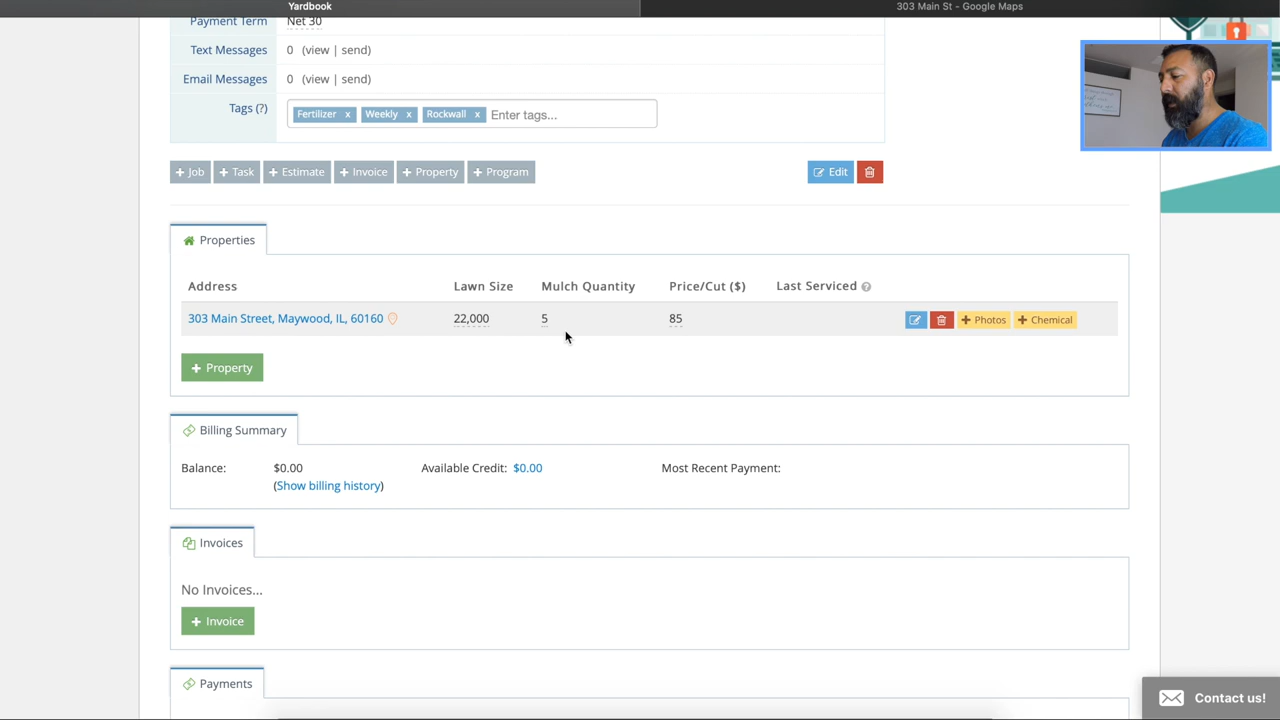 Yardbook
303 Main St - Google Maps
Payment Term Net 30
Text Messages 0 (view | send)
Email Messages 0 (view | send)
Tags (?) Fertilizer x Weekly x Rockwall x Enter tags...
+ Job + Task + Estimate + Invoice + Property + Program Edit
Properties
Address Lawn Size Mulch Quantity Price/Cut ($) Last Serviced ?
303 Main Street, Maywood, IL, 60160 22,000 5 85 + Photos + Chemical
+ Property
Billing Summary
Balance: $0.00 Available Credit: $0.00 Most Recent Payment:
(Show billing history)
Invoices
No Invoices...
+ Invoice
Payments
Contact us!